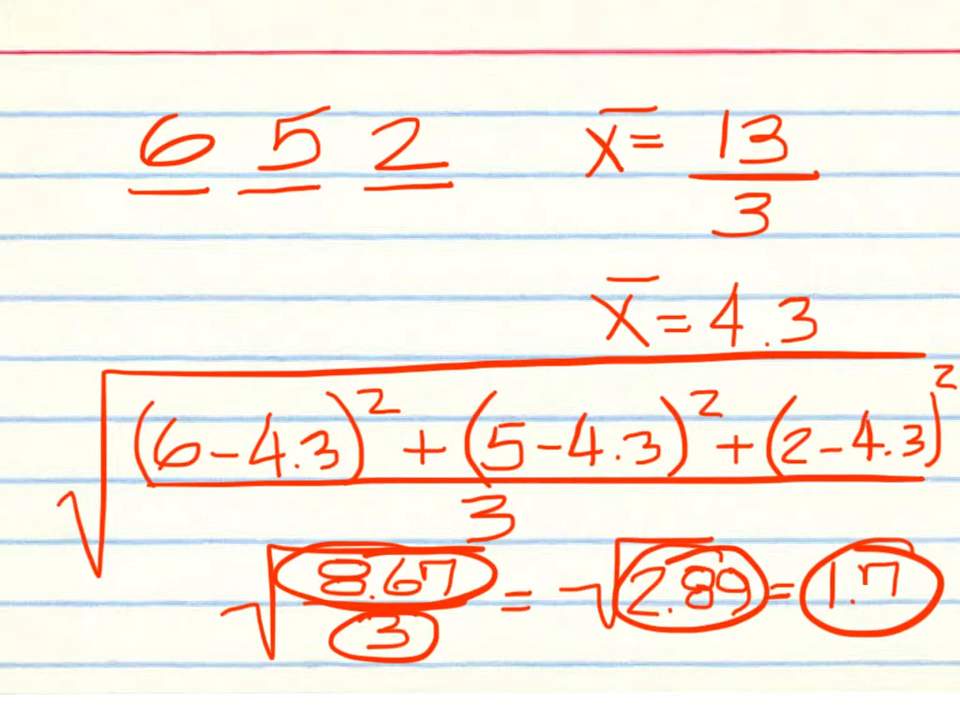 6 5 2 x̄ = 13/3
x̄ = 4.3
√((6-4.3)² + (5-4.3)² + (2-4.3)²)/3
√(8.67/3) = √2.89 = 1.7